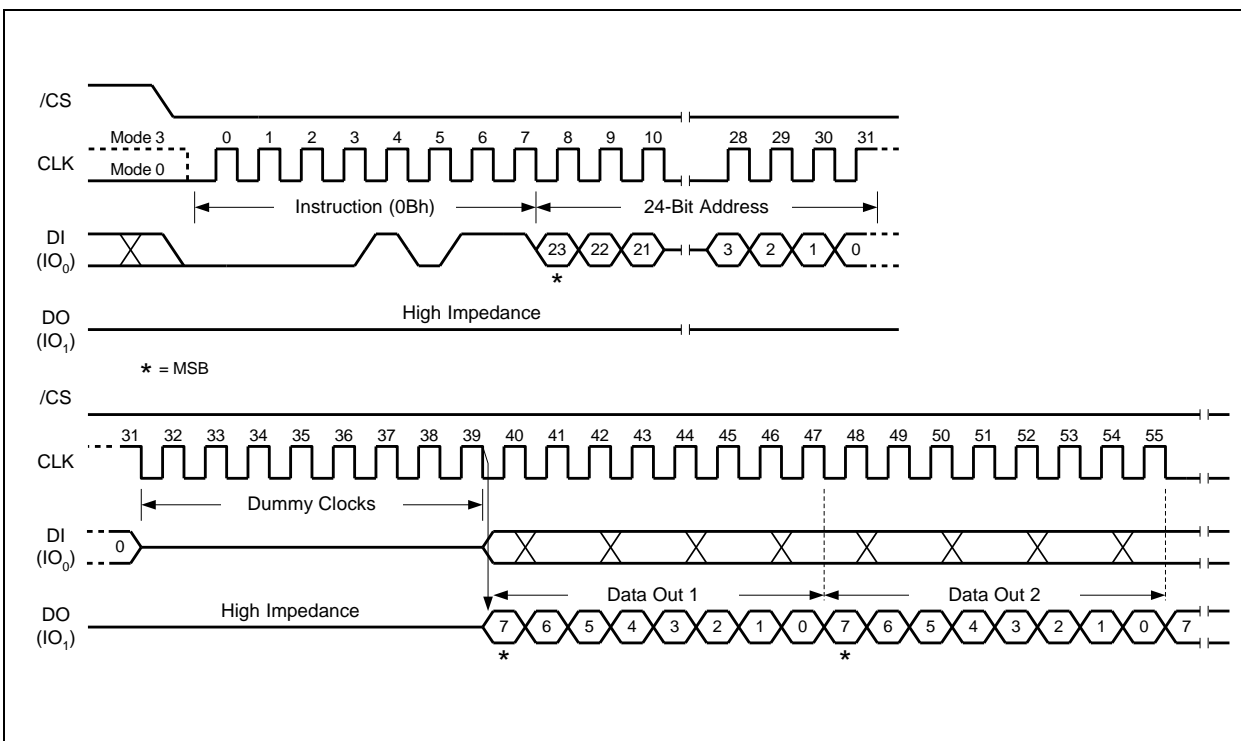 /CS
Mode 3 0 1 2 3 4 5 6 7 8 9 10 28 29 30 31
CLK
Mode 0
Instruction (0Bh) 24-Bit Address
DI
(IO0) 23 22 21 3 2 1 0
*
High Impedance
DO
(IO1)
* = MSB
/CS
31 32 33 34 35 36 37 38 39 40 41 42 43 44 45 46 47 48 49 50 51 52 53 54 55
CLK
Dummy Clocks
DI
(IO0) 0
Data Out 1 Data Out 2
High Impedance
DO
(IO1) 7 6 5 4 3 2 1 0 7 6 5 4 3 2 1 0 7
* *